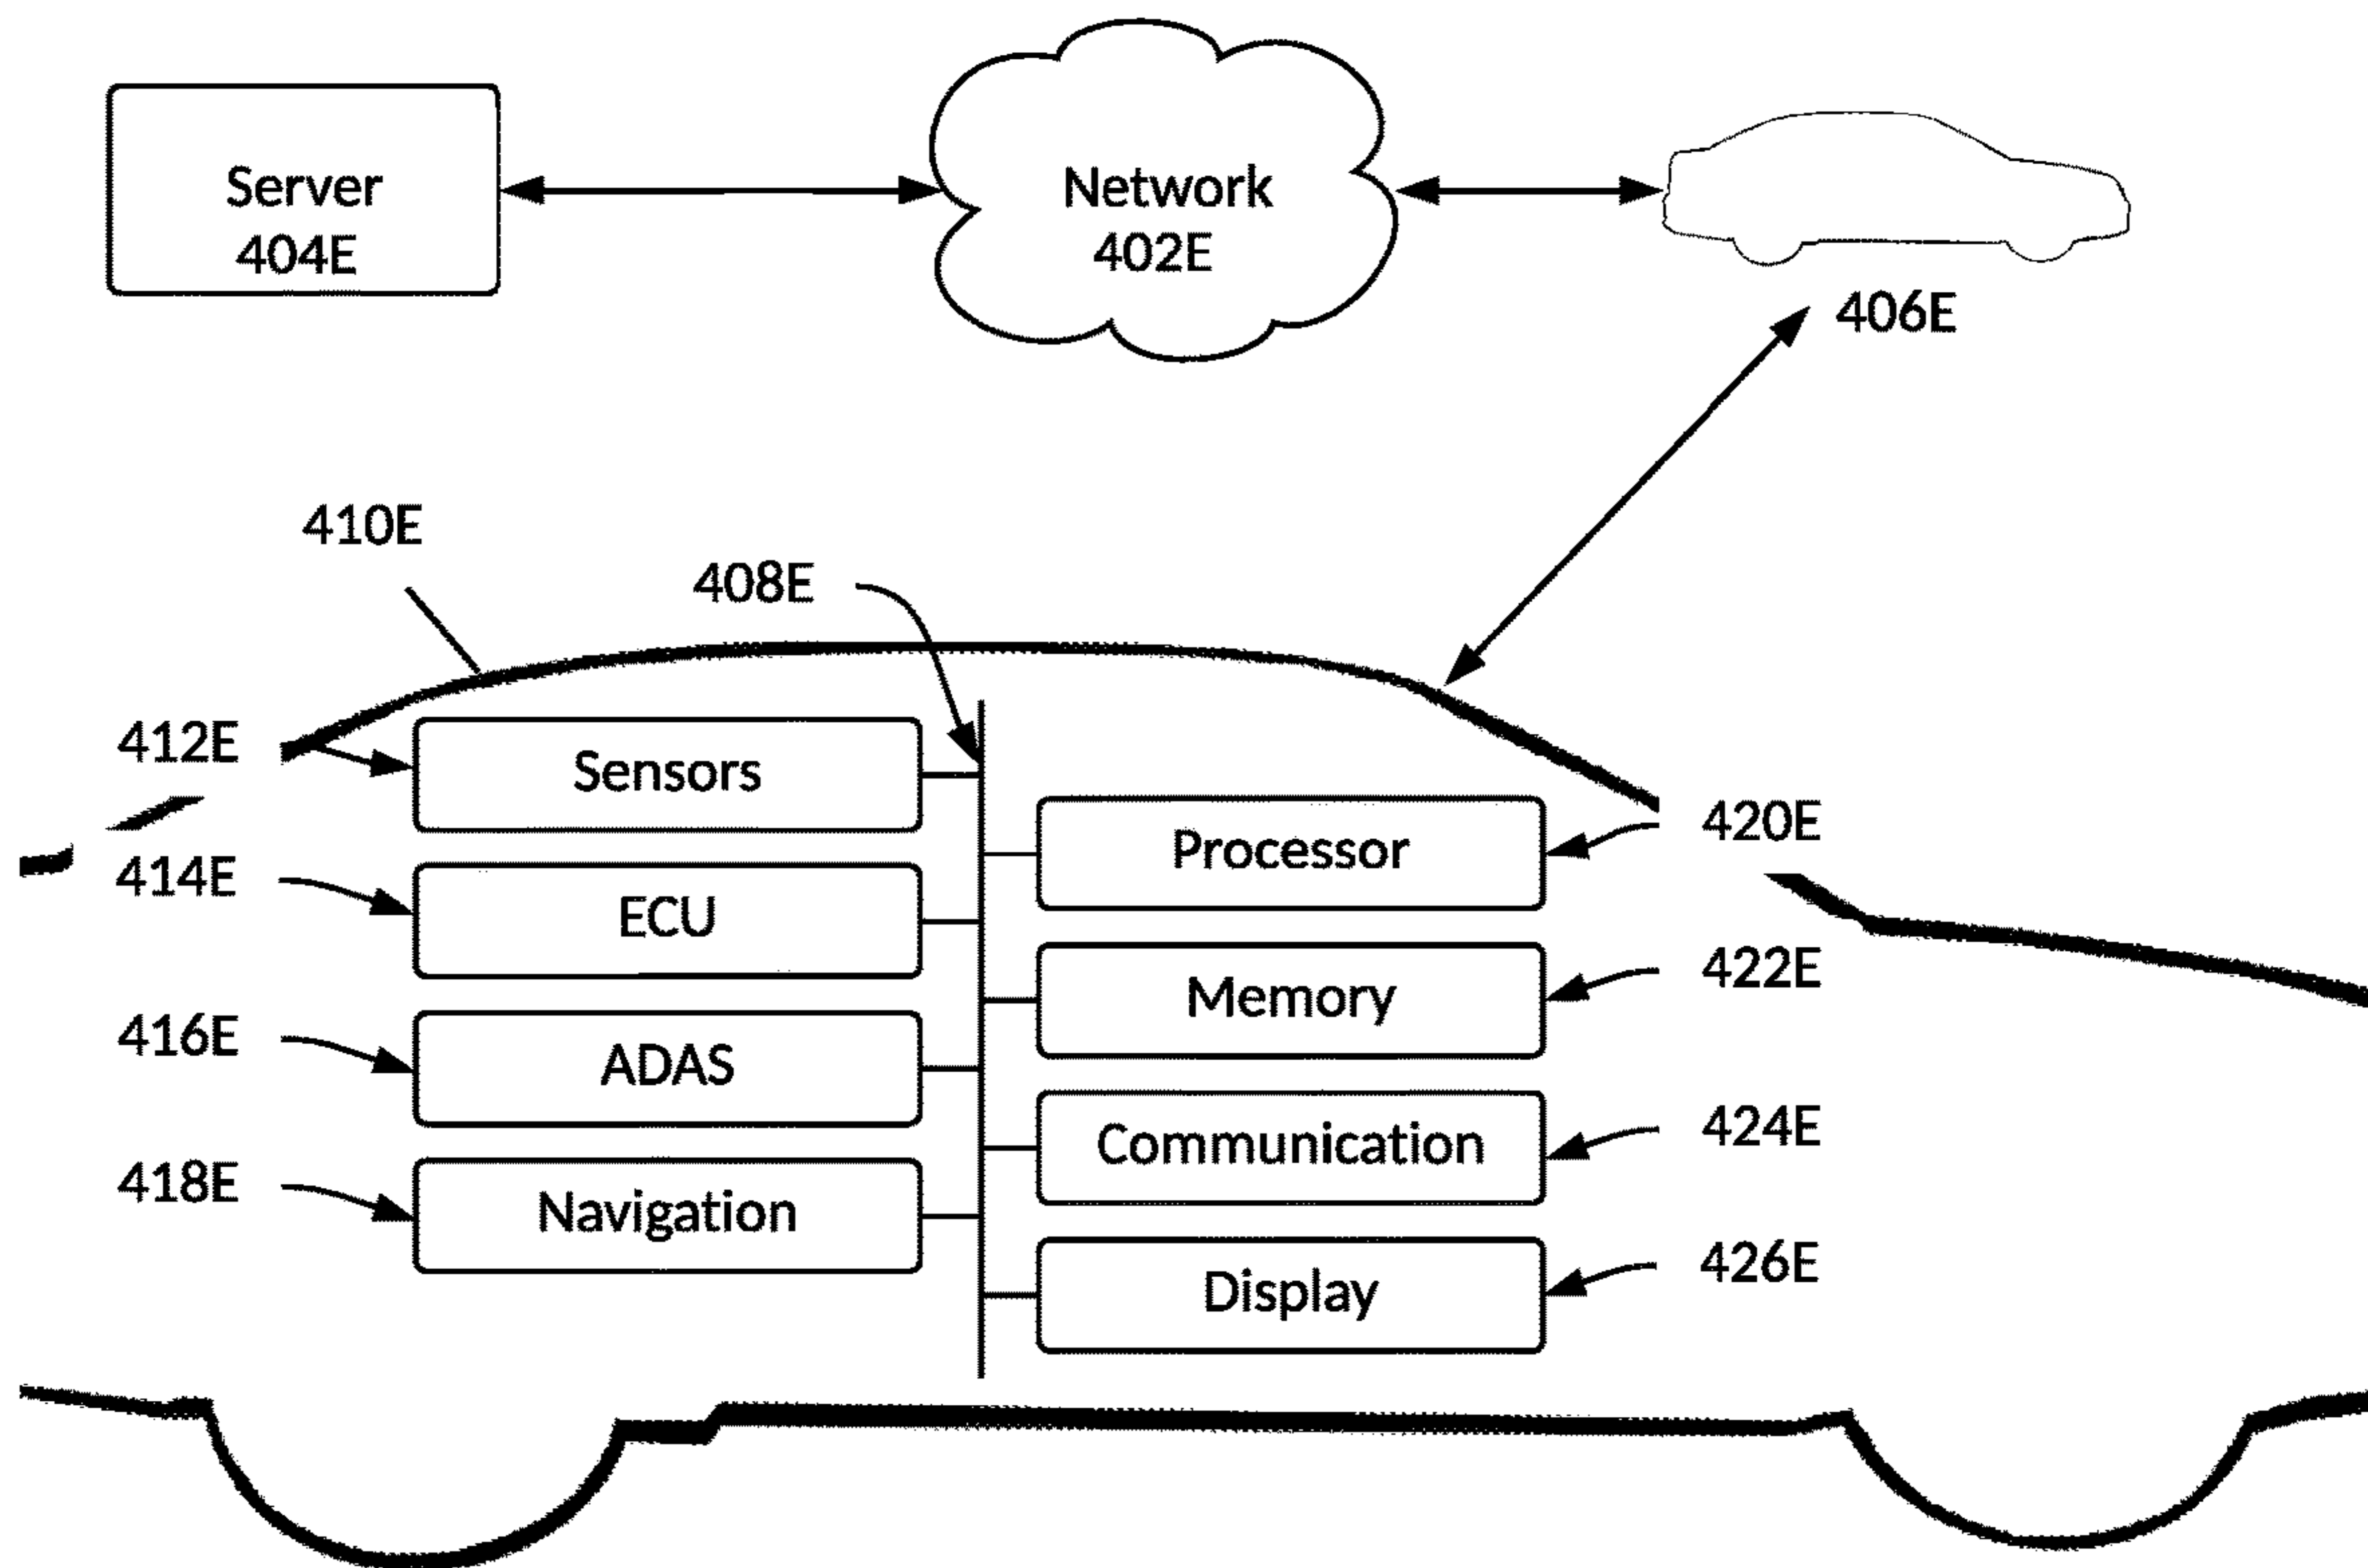 Server
404E
Network
402E
406E
410E
408E
412E
Sensors
Processor
420E
414E
ECU
Memory
422E
416E
ADAS
Communication
424E
418E
Navigation
Display
426E